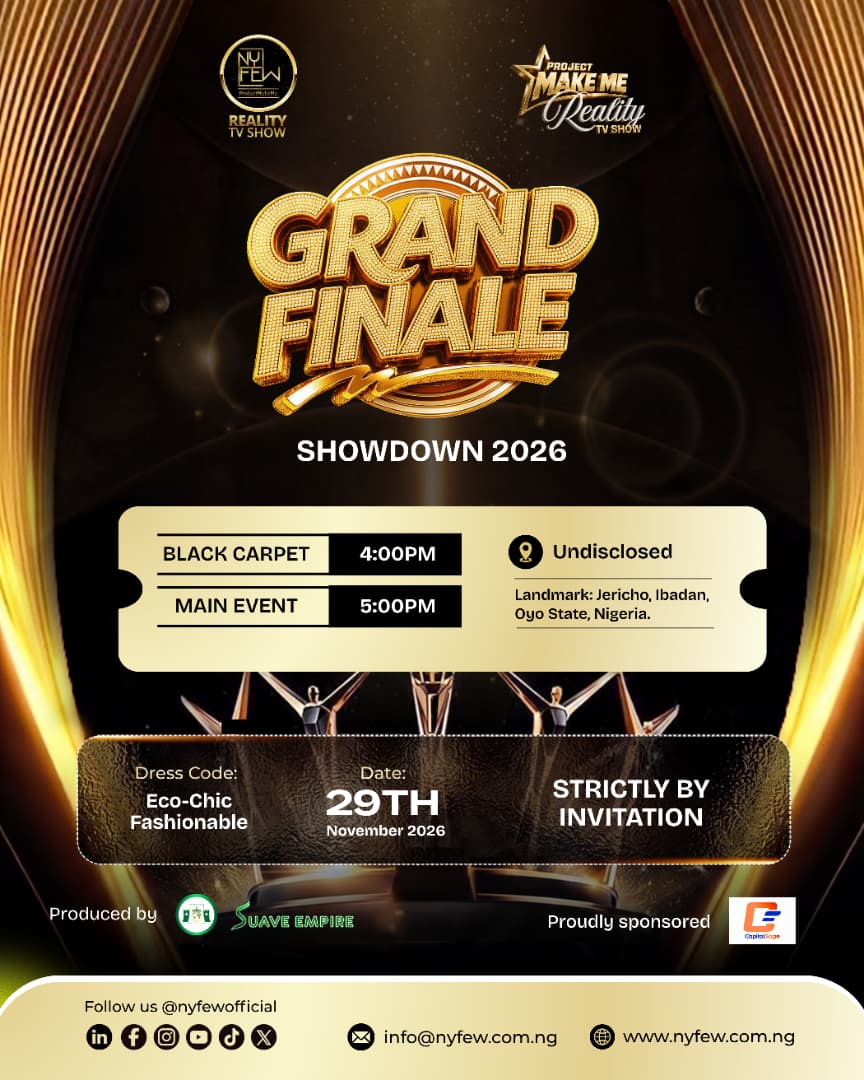 NY
FEW
REALITY
TV SHOW
PROJECT
MAKE ME
Reality
TV SHOW
GRAND
FINALE
SHOWDOWN 2026
BLACK CARPET 4:00PM
MAIN EVENT 5:00PM
Undisclosed
Landmark: Jericho, Ibadan,
Oyo State, Nigeria.
Dress Code:
Eco-Chic
Fashionable
Date:
29TH
November 2026
STRICTLY BY
INVITATION
Produced by
SUAVE EMPIRE
Proudly sponsored
CapitalSage
Follow us @nyfewofficial
info@nyfew.com.ng
www.nyfew.com.ng